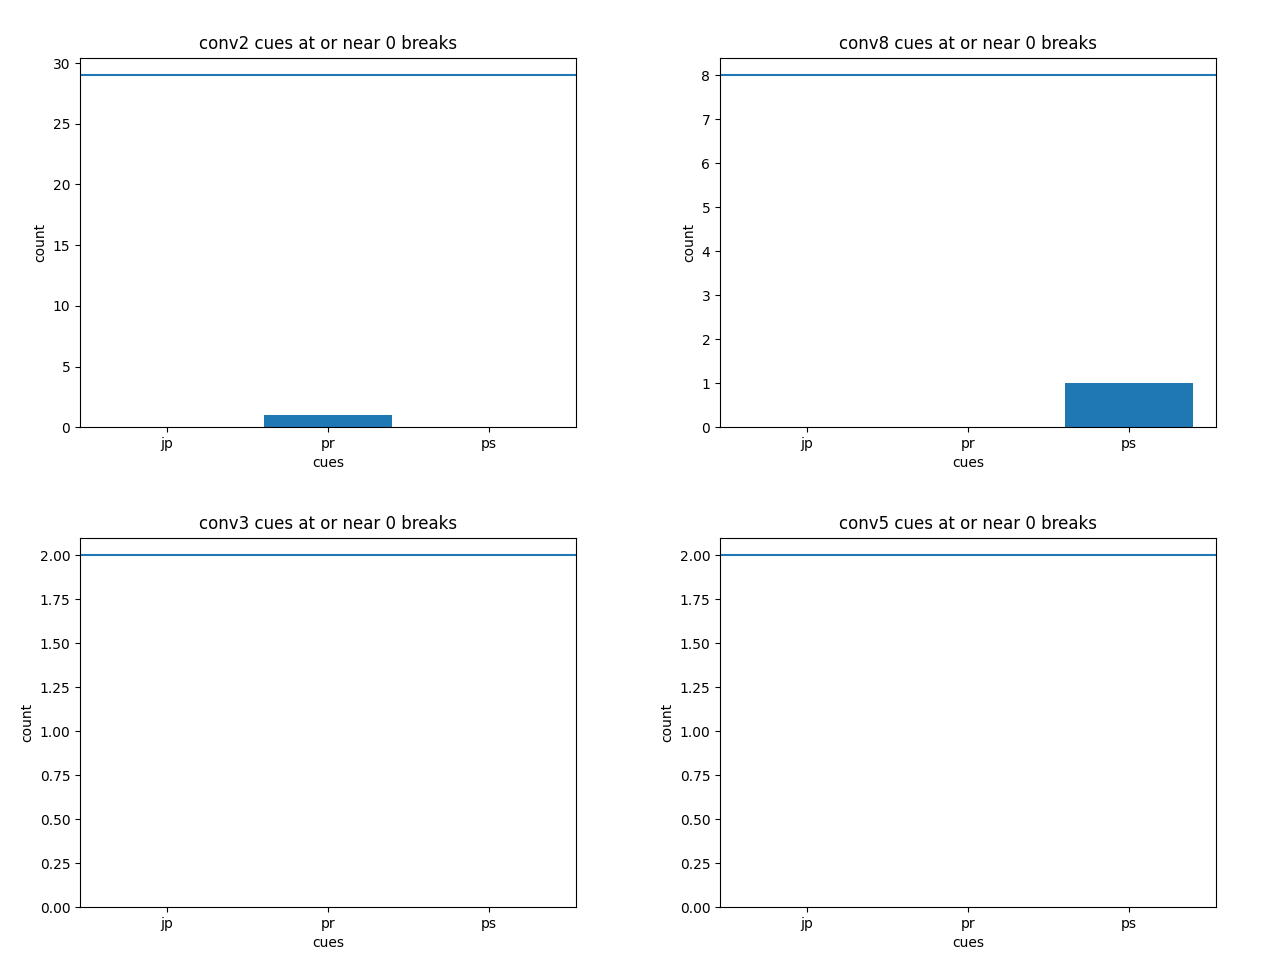 conv2 cues at or near 0 breaks
30
25
20
15
10
5
0
count
jp pr ps
cues
conv8 cues at or near 0 breaks
8
7
6
5
4
3
2
1
0
count
jp pr ps
cues
conv3 cues at or near 0 breaks
2.00
1.75
1.50
1.25
1.00
0.75
0.50
0.25
0.00
count
jp pr ps
cues
conv5 cues at or near 0 breaks
2.00
1.75
1.50
1.25
1.00
0.75
0.50
0.25
0.00
count
jp pr ps
cues